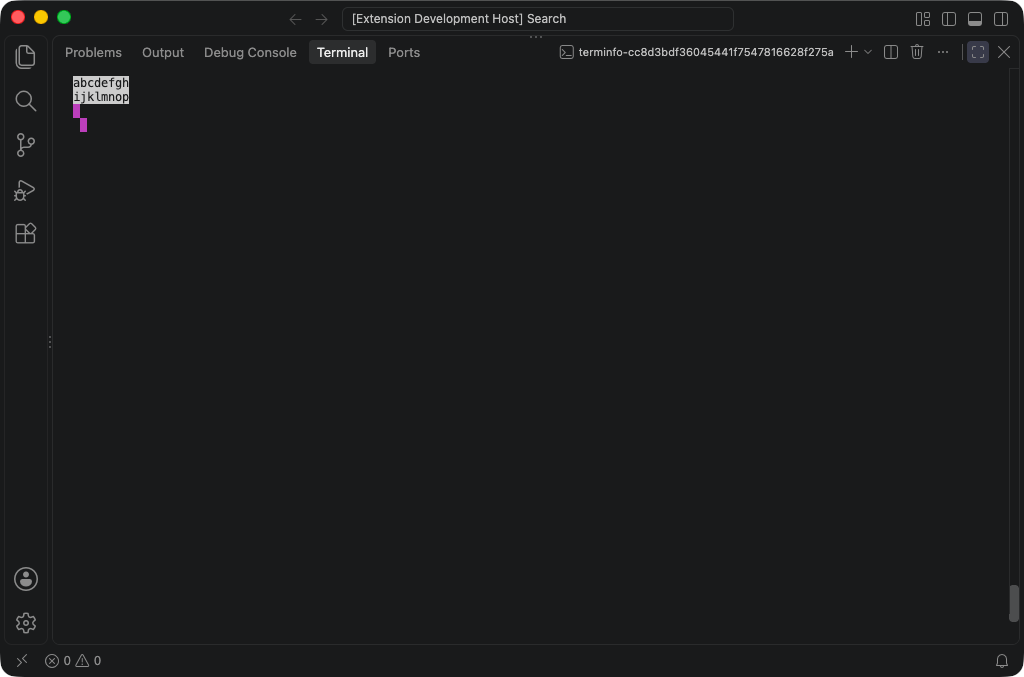 [Extension Development Host] Search
Problems Output Debug Console Terminal Ports
terminfo-cc8d3bdf36045441f7547816628f275a
abcdefgh
ijklmnop
0 0